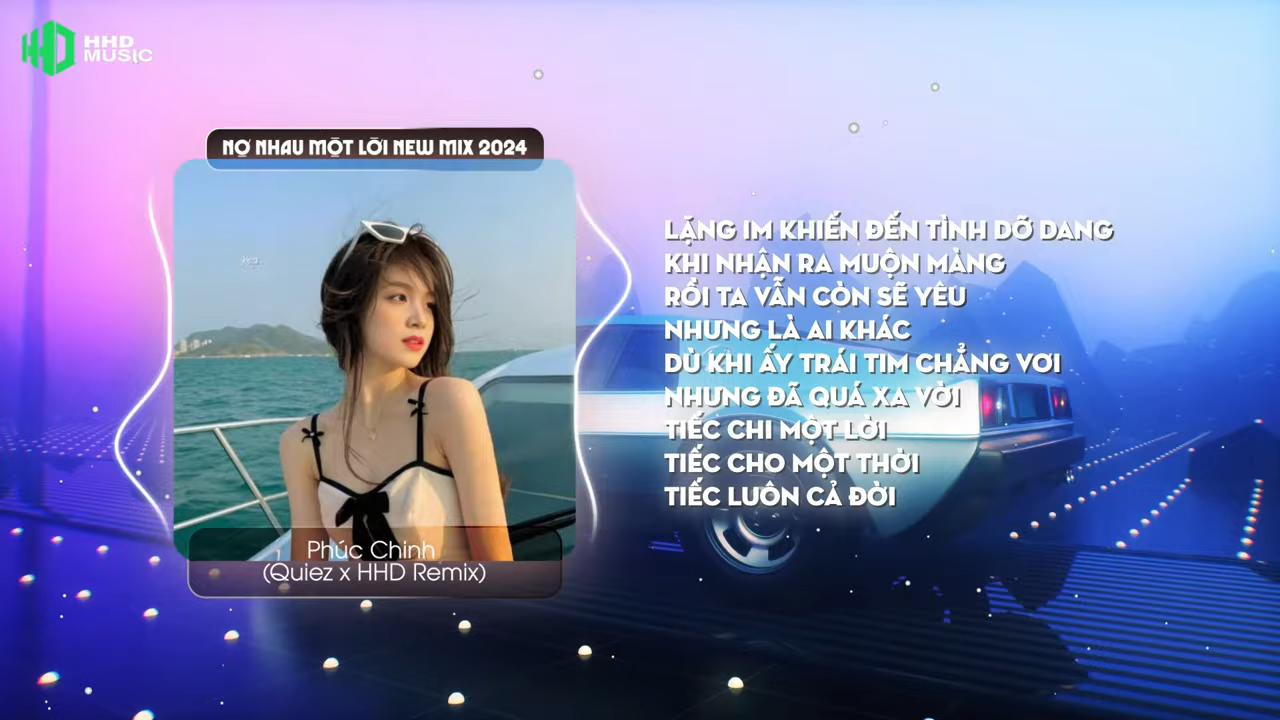 HHD
MUSIC
NỢ NHAU MỘT LỜI NEW MIX 2024
LẶNG IM KHIẾN ĐẾN TÌNH DỠ DANG
KHI NHẬN RA MUỘN MÀNG
RỒI TA VẪN CÒN SẼ YÊU
NHƯNG LÀ AI KHÁC
DÙ KHI ẤY TRÁI TIM CHẲNG VƠI
NHƯNG ĐÃ QUÁ XA VỜI
TIẾC CHI MỘT LỜI
TIẾC CHO MỘT THỜI
TIẾC LUÔN CẢ ĐỜI
Phúc Chinh
(Quiez x HHD Remix)